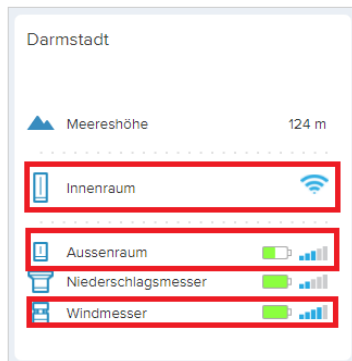 Darmstadt
Meereshöhe 124 m
Innenraum
Aussenraum
Niederschlagsmesser
Windmesser